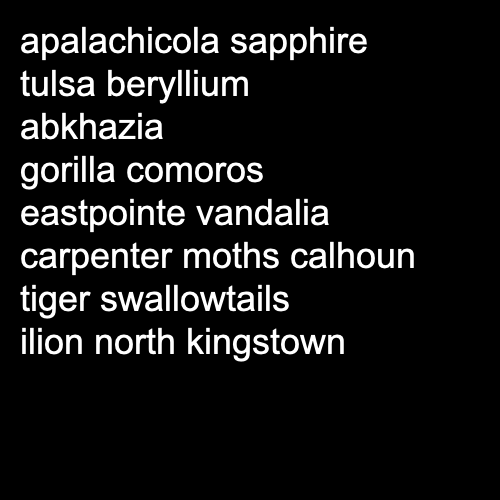 apalachicola sapphire
tulsa beryllium
abkhazia
gorilla comoros
eastpointe vandalia
carpenter moths calhoun
tiger swallowtails
ilion north kingstown